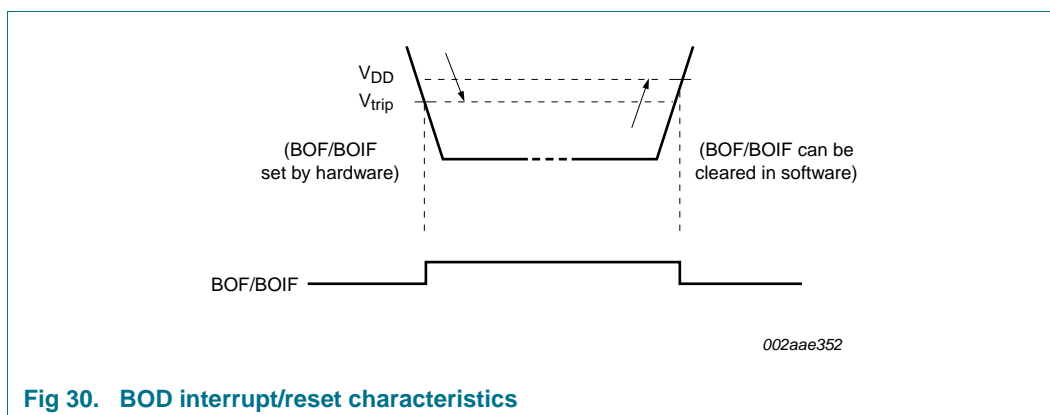 VDD
Vtrip
(BOF/BOIF
set by hardware)
(BOF/BOIF can be
cleared in software)
BOF/BOIF
002aae352
Fig 30. BOD interrupt/reset characteristics